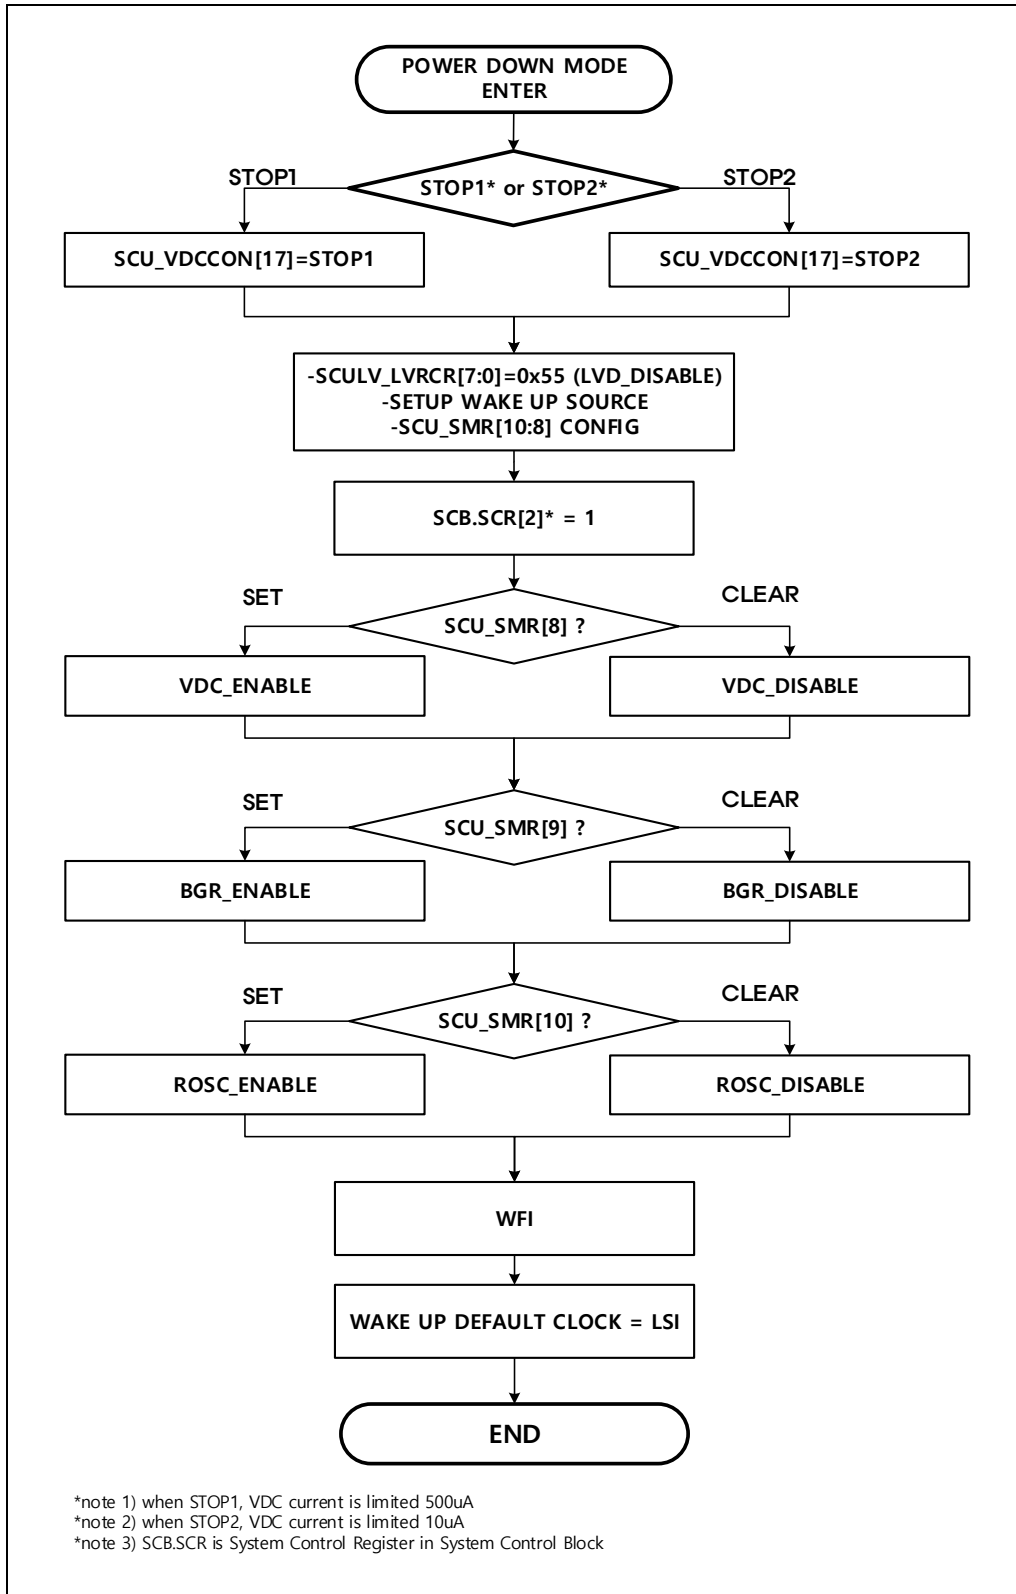 POWER DOWN MODE
ENTER
STOP1
STOP1* or STOP2*
STOP2
SCU_VDCCON[17]=STOP1
SCU_VDCCON[17]=STOP2
-SCULV_LVRCR[7:0]=0x55 (LVD_DISABLE)
-SETUP WAKE UP SOURCE
-SCU_SMR[10:8] CONFIG
SCB.SCR[2]* = 1
SET
SCU_SMR[8] ?
CLEAR
VDC_ENABLE
VDC_DISABLE
SET
SCU_SMR[9] ?
CLEAR
BGR_ENABLE
BGR_DISABLE
SET
SCU_SMR[10] ?
CLEAR
ROSC_ENABLE
ROSC_DISABLE
WFI
WAKE UP DEFAULT CLOCK = LSI
END
*note 1) when STOP1, VDC current is limited 500uA
*note 2) when STOP2, VDC current is limited 10uA
*note 3) SCB.SCR is System Control Register in System Control Block